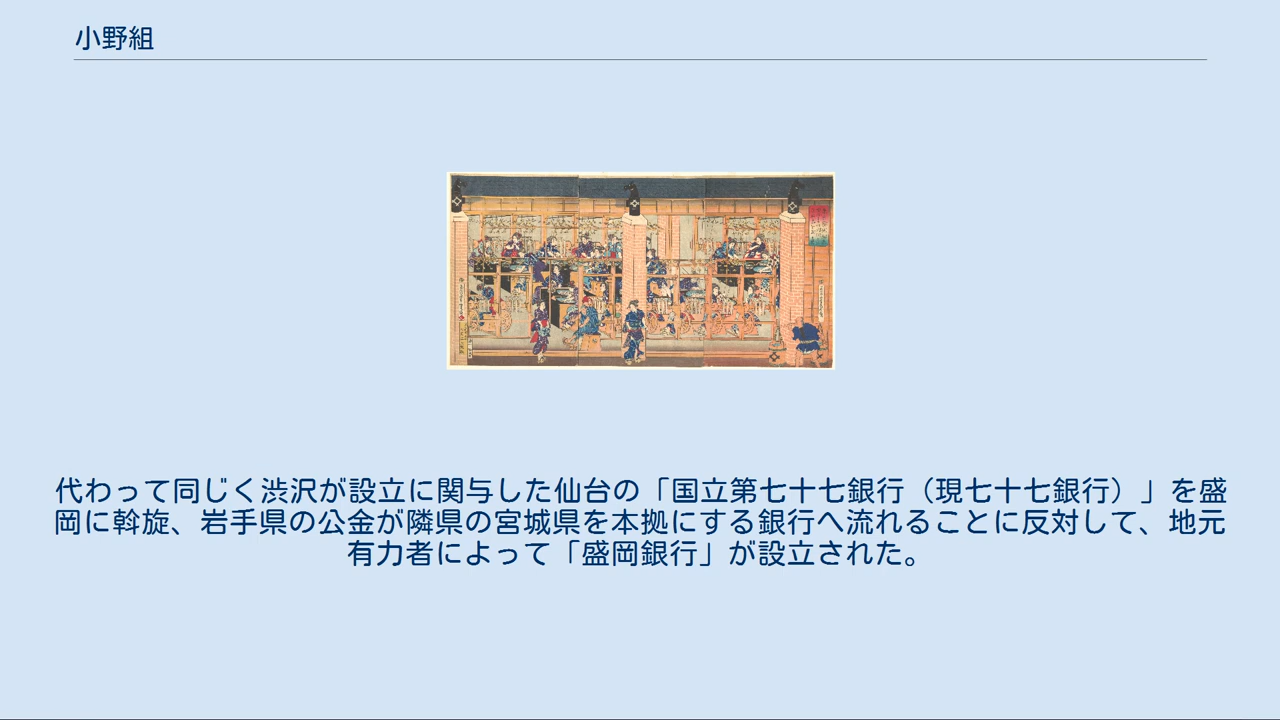 小野組
代わって同じく渋沢が設立に関与した仙台の「国立第七十七銀行（現七十七銀行）」を盛
岡に斡旋、岩手県の公金が隣県の宮城県を本拠にする銀行へ流れることに反対して、地元
有力者によって「盛岡銀行」が設立された。